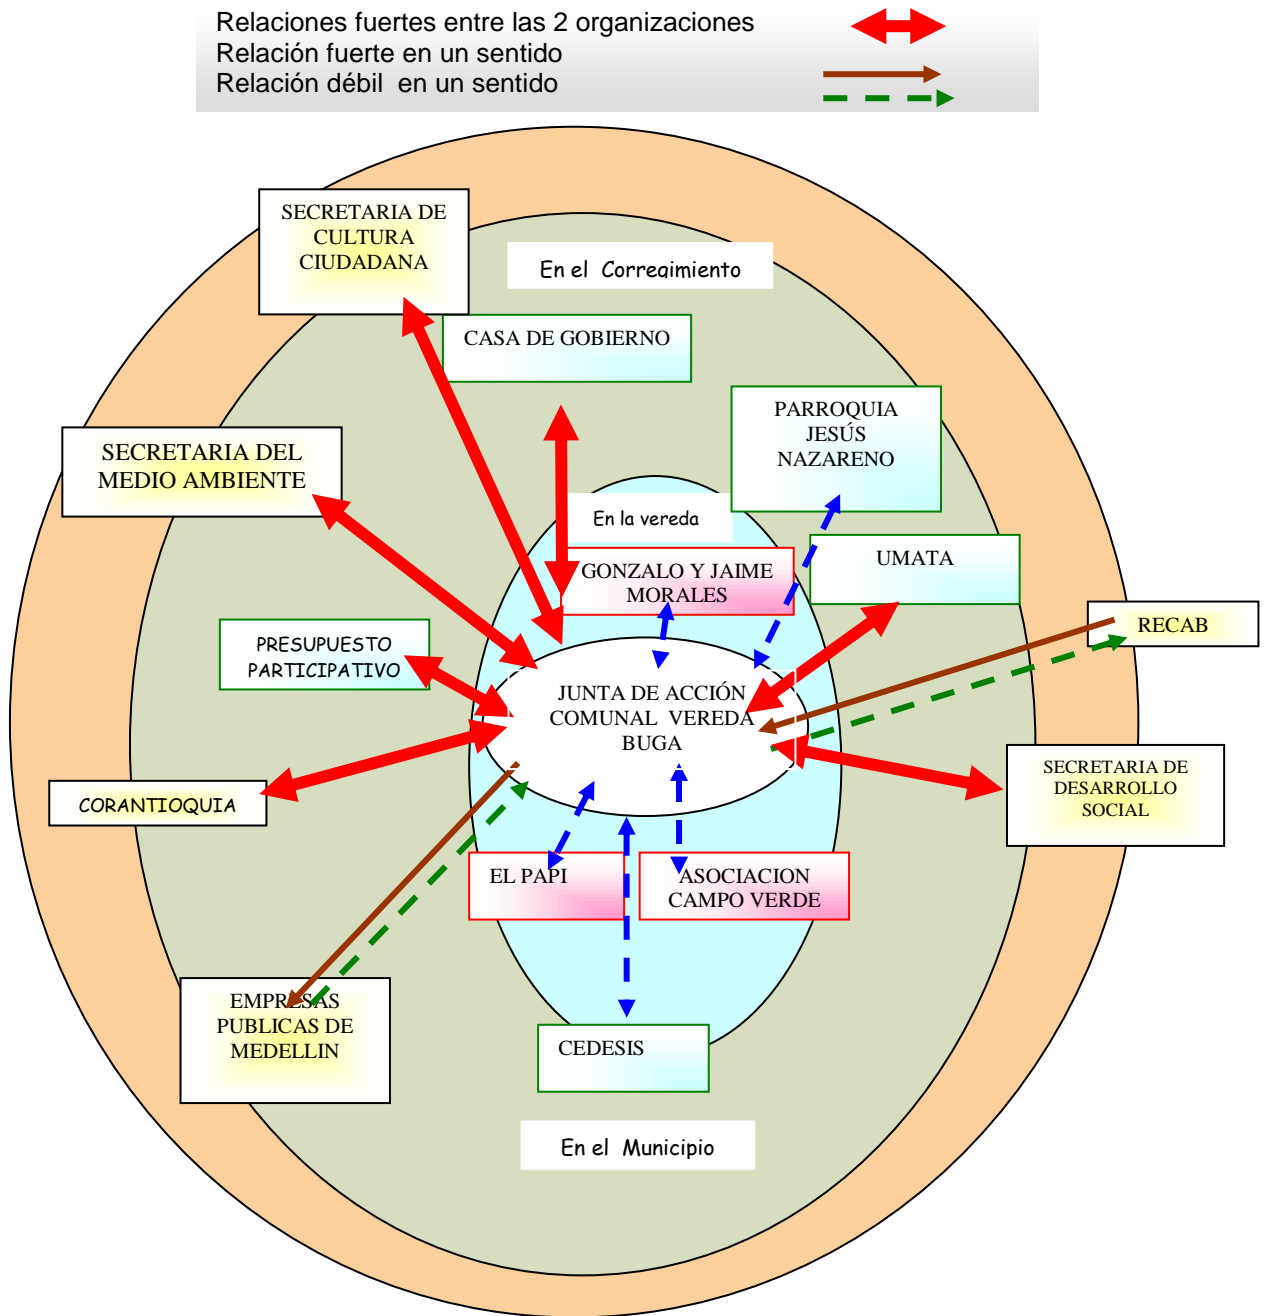 Relaciones fuertes entre las 2 organizaciones
Relación fuerte en un sentido
Relación débil en un sentido
SECRETARIA DE
CULTURA
CIUDADANA
En el Corregimiento
CASA DE GOBIERNO
PARROQUIA
JESÚS
NAZARENO
SECRETARIA DEL
MEDIO AMBIENTE
En la vereda
GONZALO Y JAIME
MORALES
UMATA
RECAB
PRESUPUESTO
PARTICIPATIVO
JUNTA DE ACCIÓN
COMUNAL VEREDA
BUGA
SECRETARIA DE
DESARROLLO
SOCIAL
CORANTIOQUIA
EL PAPI
ASOCIACION
CAMPO VERDE
EMPRESAS
PUBLICAS DE
MEDELLIN
CEDESIS
En el Municipio